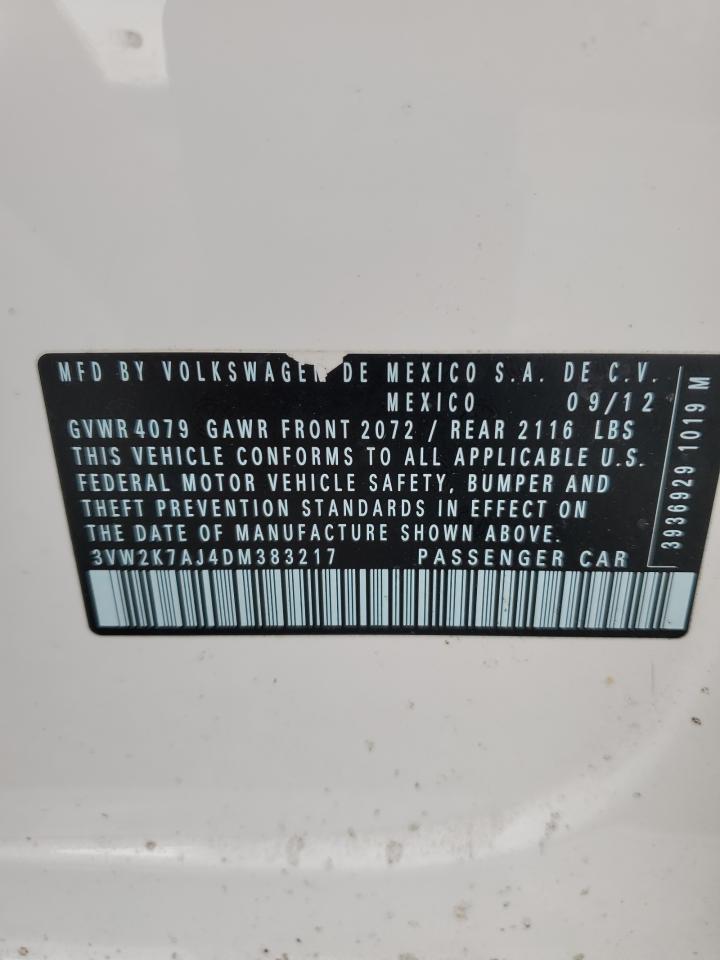 MFD BY VOLKSWAGEN DE MEXICO S.A. DE C.V.
MEXICO 09/12
GVWR 4079 GAWR FRONT 2072 / REAR 2116 LBS
THIS VEHICLE CONFORMS TO ALL APPLICABLE U.S.
FEDERAL MOTOR VEHICLE SAFETY, BUMPER AND
THEFT PREVENTION STANDARDS IN EFFECT ON
THE DATE OF MANUFACTURE SHOWN ABOVE.
3VW2K7AJ4DM383217 PASSENGER CAR
3936929 1019 M